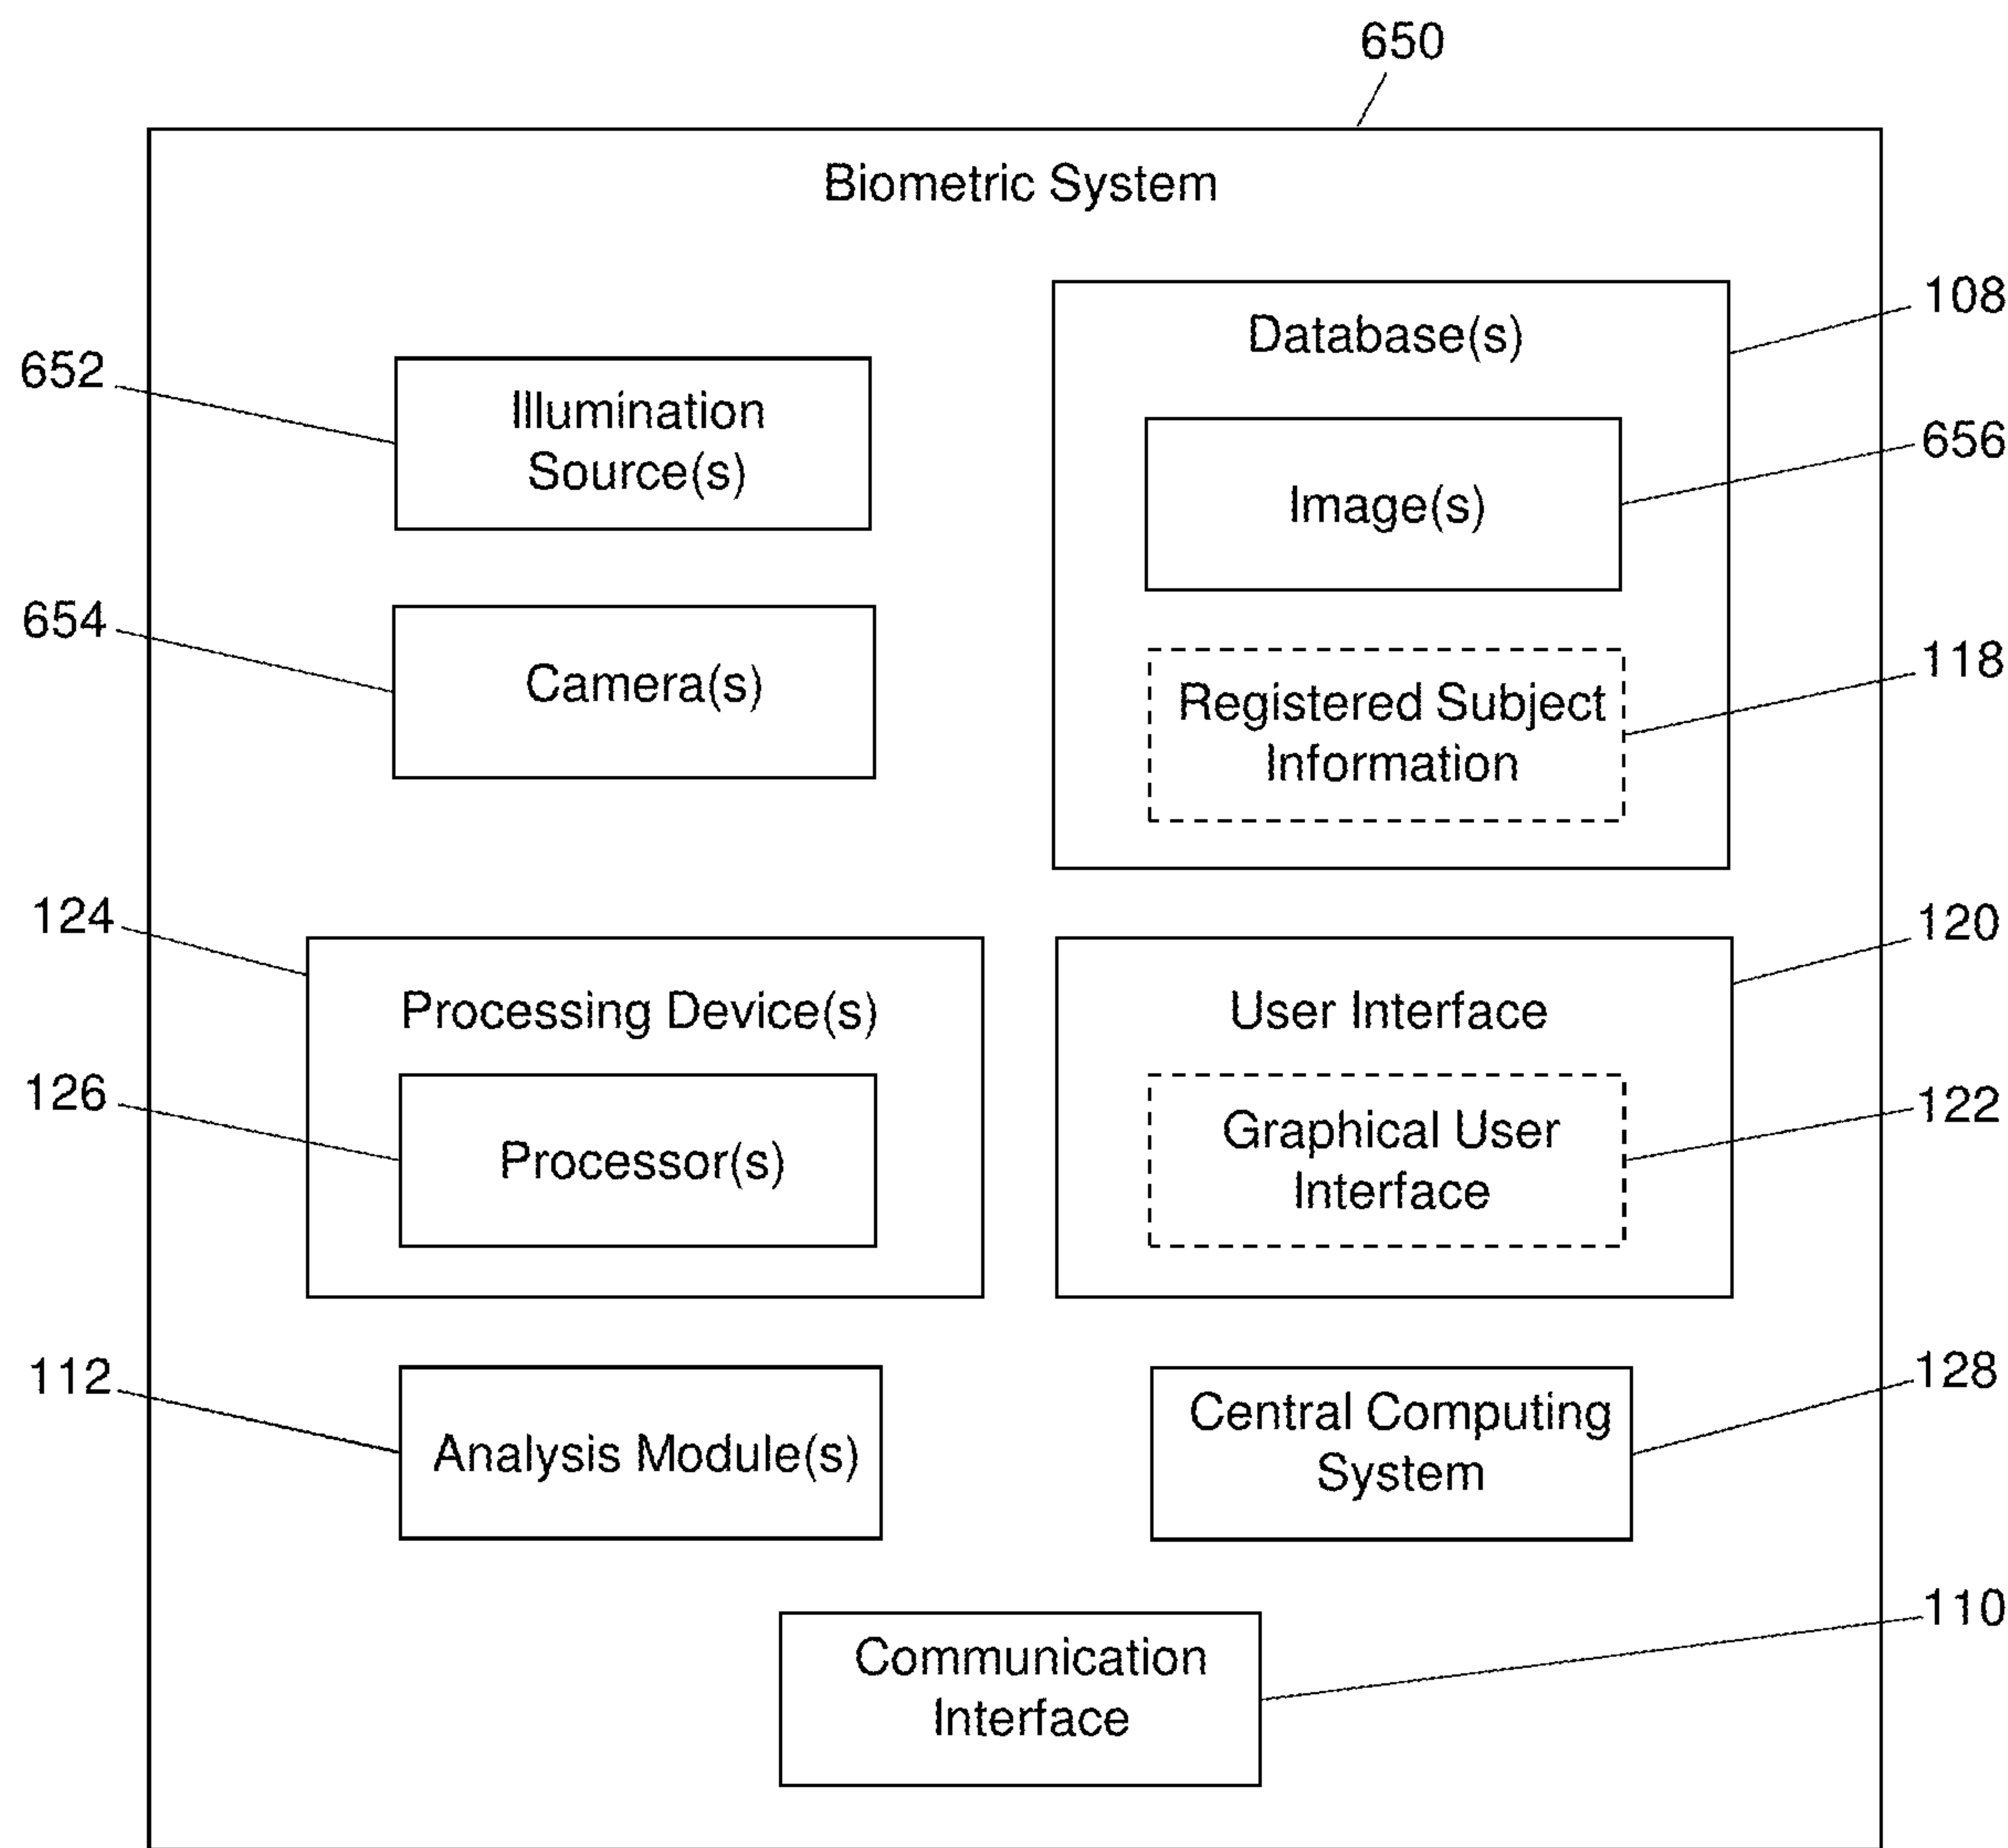 650
Biometric System
108
Database(s)
652
Illumination
Source(s)
656
Image(s)
654
Camera(s)
118
Registered Subject
Information
124
Processing Device(s)
120
User Interface
126
Processor(s)
122
Graphical User
Interface
112
Analysis Module(s)
128
Central Computing
System
110
Communication
Interface